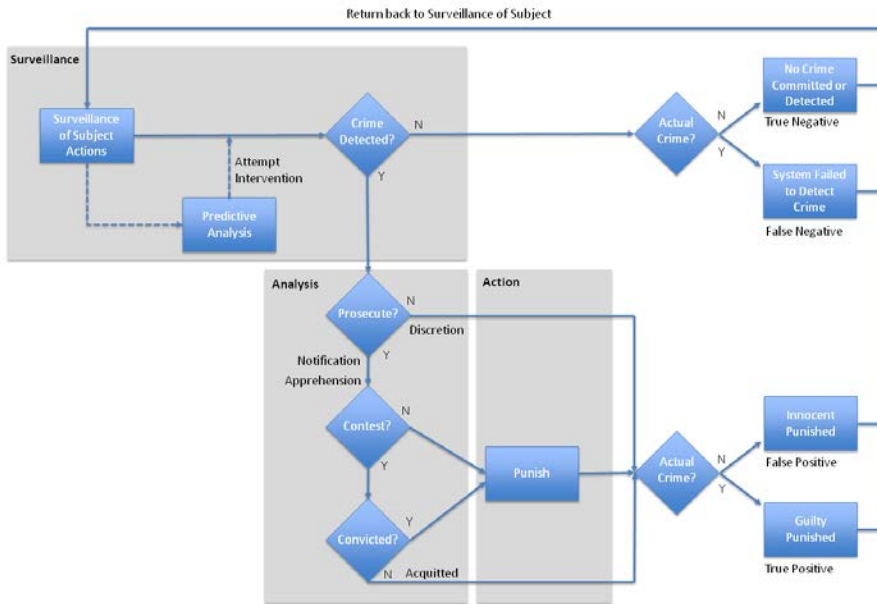 Return back to Surveillance of Subject
Surveillance
Surveillance
of Subject
Actions
Attempt
Intervention
Predictive
Analysis
Crime
Detected?
N
Y
Actual
Crime?
N
Y
No Crime
Committed or
Detected
True Negative
System Failed
to Detect
Crime
False Negative
Analysis
Action
Prosecute?
N
Discretion
Y
Notification
Apprehension
Contest?
N
Y
Punish
Convicted?
Y
N
Acquitted
Actual
Crime?
N
Y
Innocent
Punished
False Positive
Guilty
Punished
True Positive